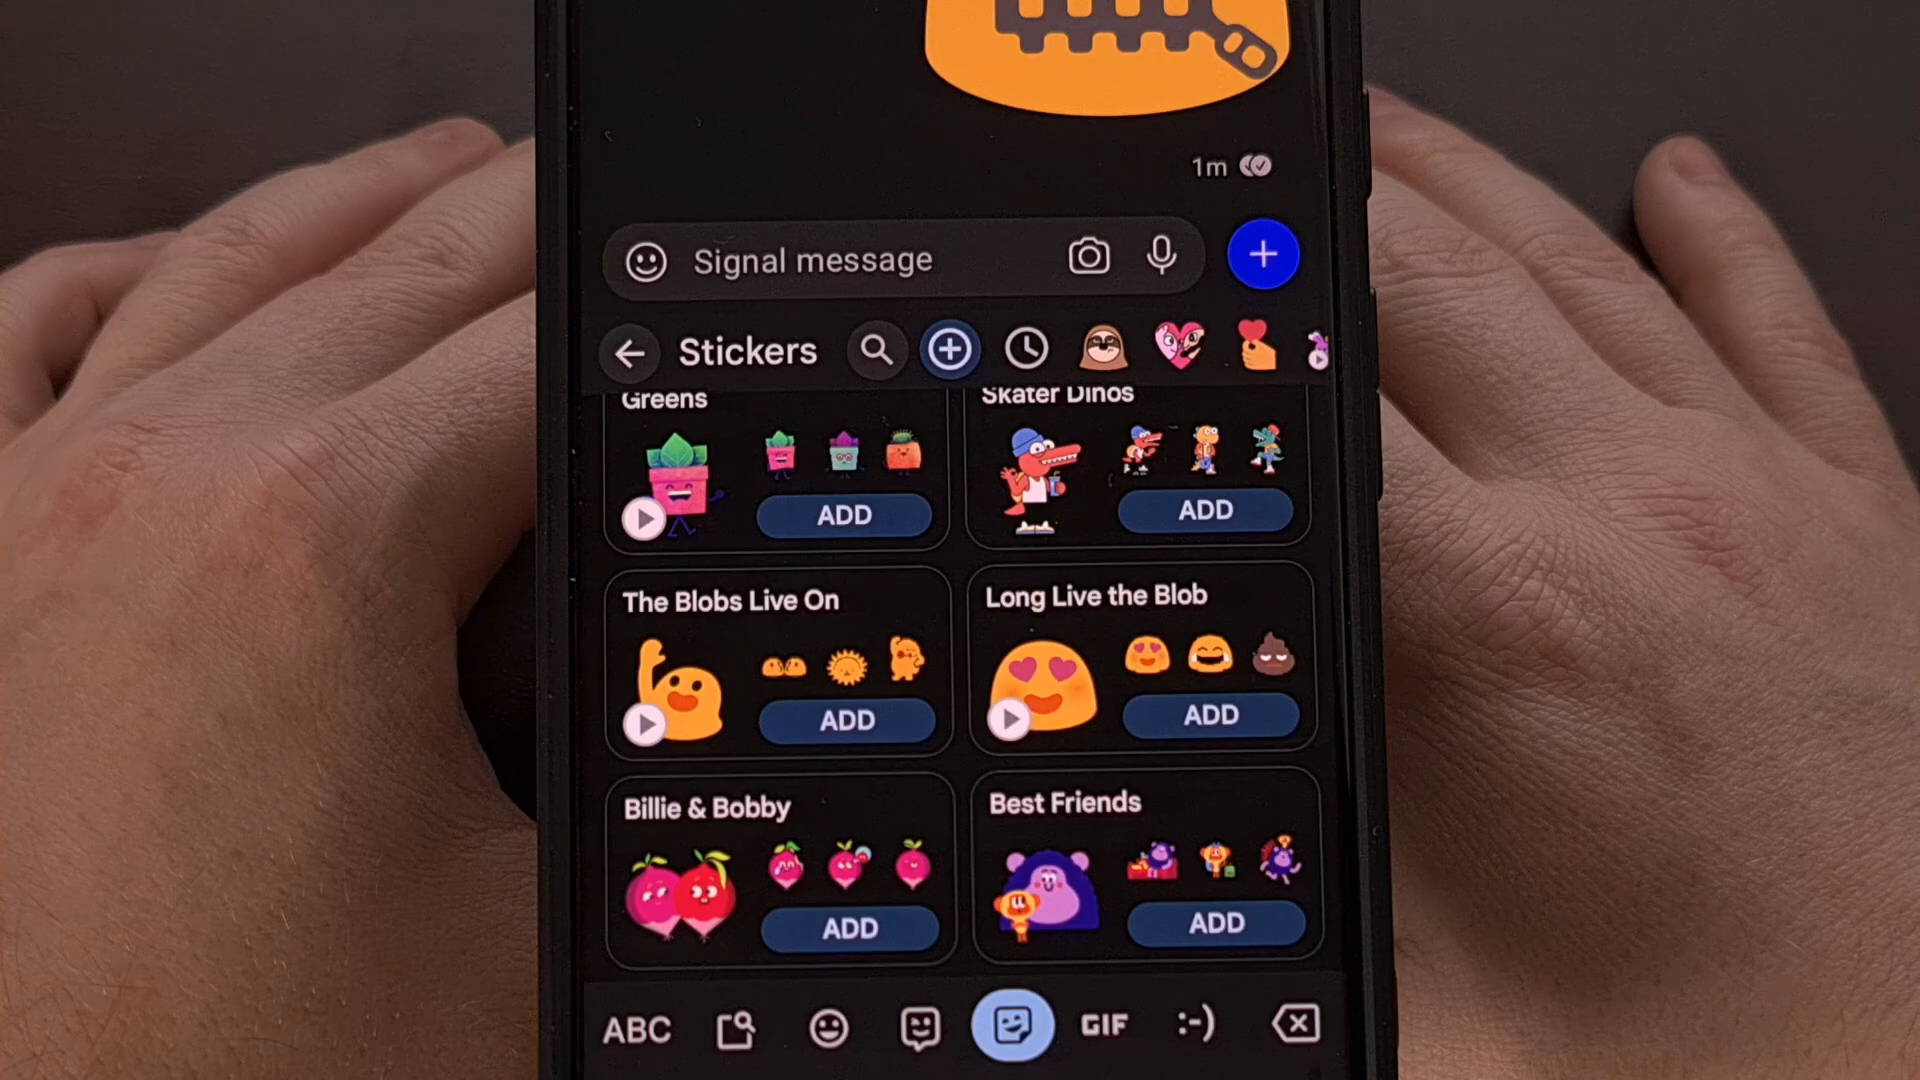 1m
Signal message
Stickers
Greens
Skater Dinos
ADD
ADD
The Blobs Live On
Long Live the Blob
ADD
ADD
Billie & Bobby
Best Friends
ADD
ADD
ABC
GIF
:-)